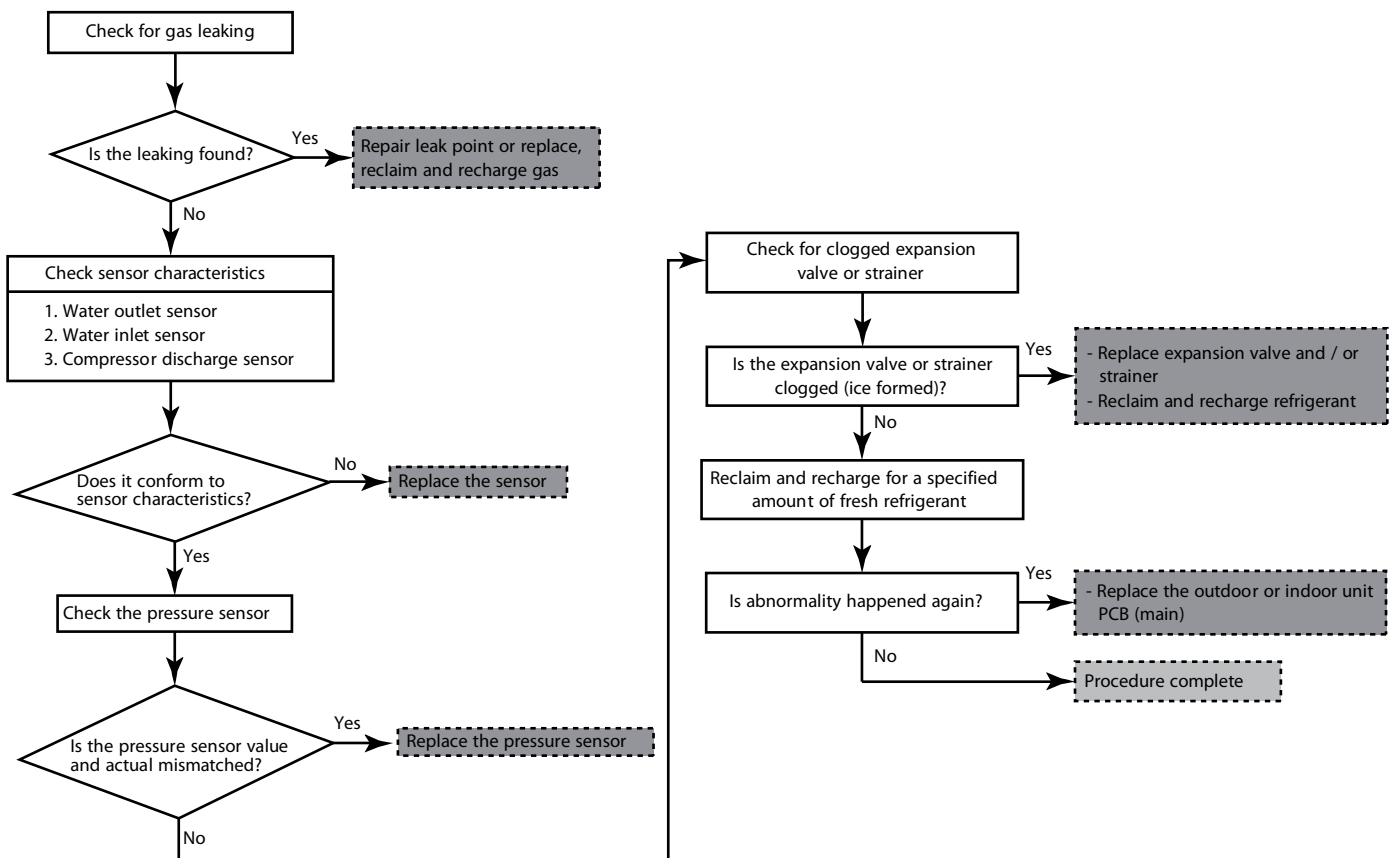 Check for gas leaking
Is the leaking found?
Yes
Repair leak point or replace,
reclaim and recharge gas
No
Check sensor characteristics
1. Water outlet sensor
2. Water inlet sensor
3. Compressor discharge sensor
Does it conform to
sensor characteristics?
No
Replace the sensor
Yes
Check the pressure sensor
Is the pressure sensor value
and actual mismatched?
Yes
Replace the pressure sensor
No
Check for clogged expansion
valve or strainer
Is the expansion valve or strainer
clogged (ice formed)?
Yes
- Replace expansion valve and / or
strainer
- Reclaim and recharge refrigerant
No
Reclaim and recharge for a specified
amount of fresh refrigerant
Is abnormality happened again?
Yes
- Replace the outdoor or indoor unit
PCB (main)
No
Procedure complete